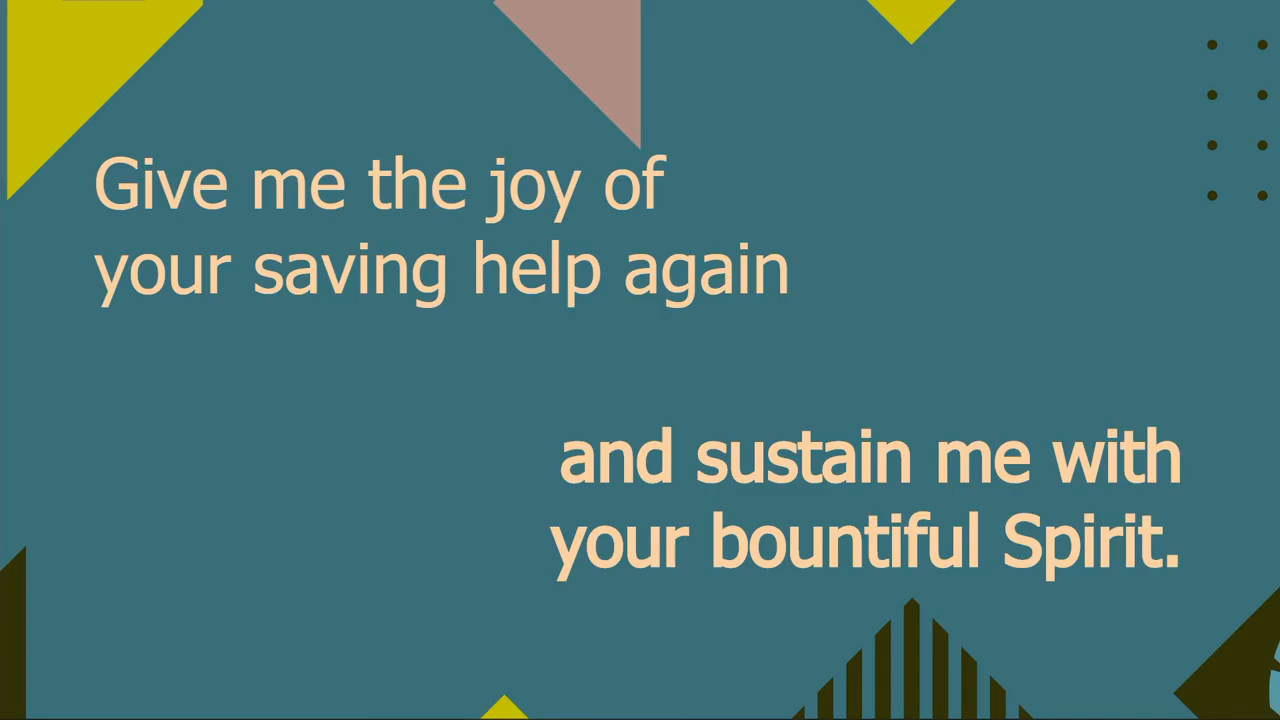 Give me the joy of
your saving help again
and sustain me with
your bountiful Spirit.